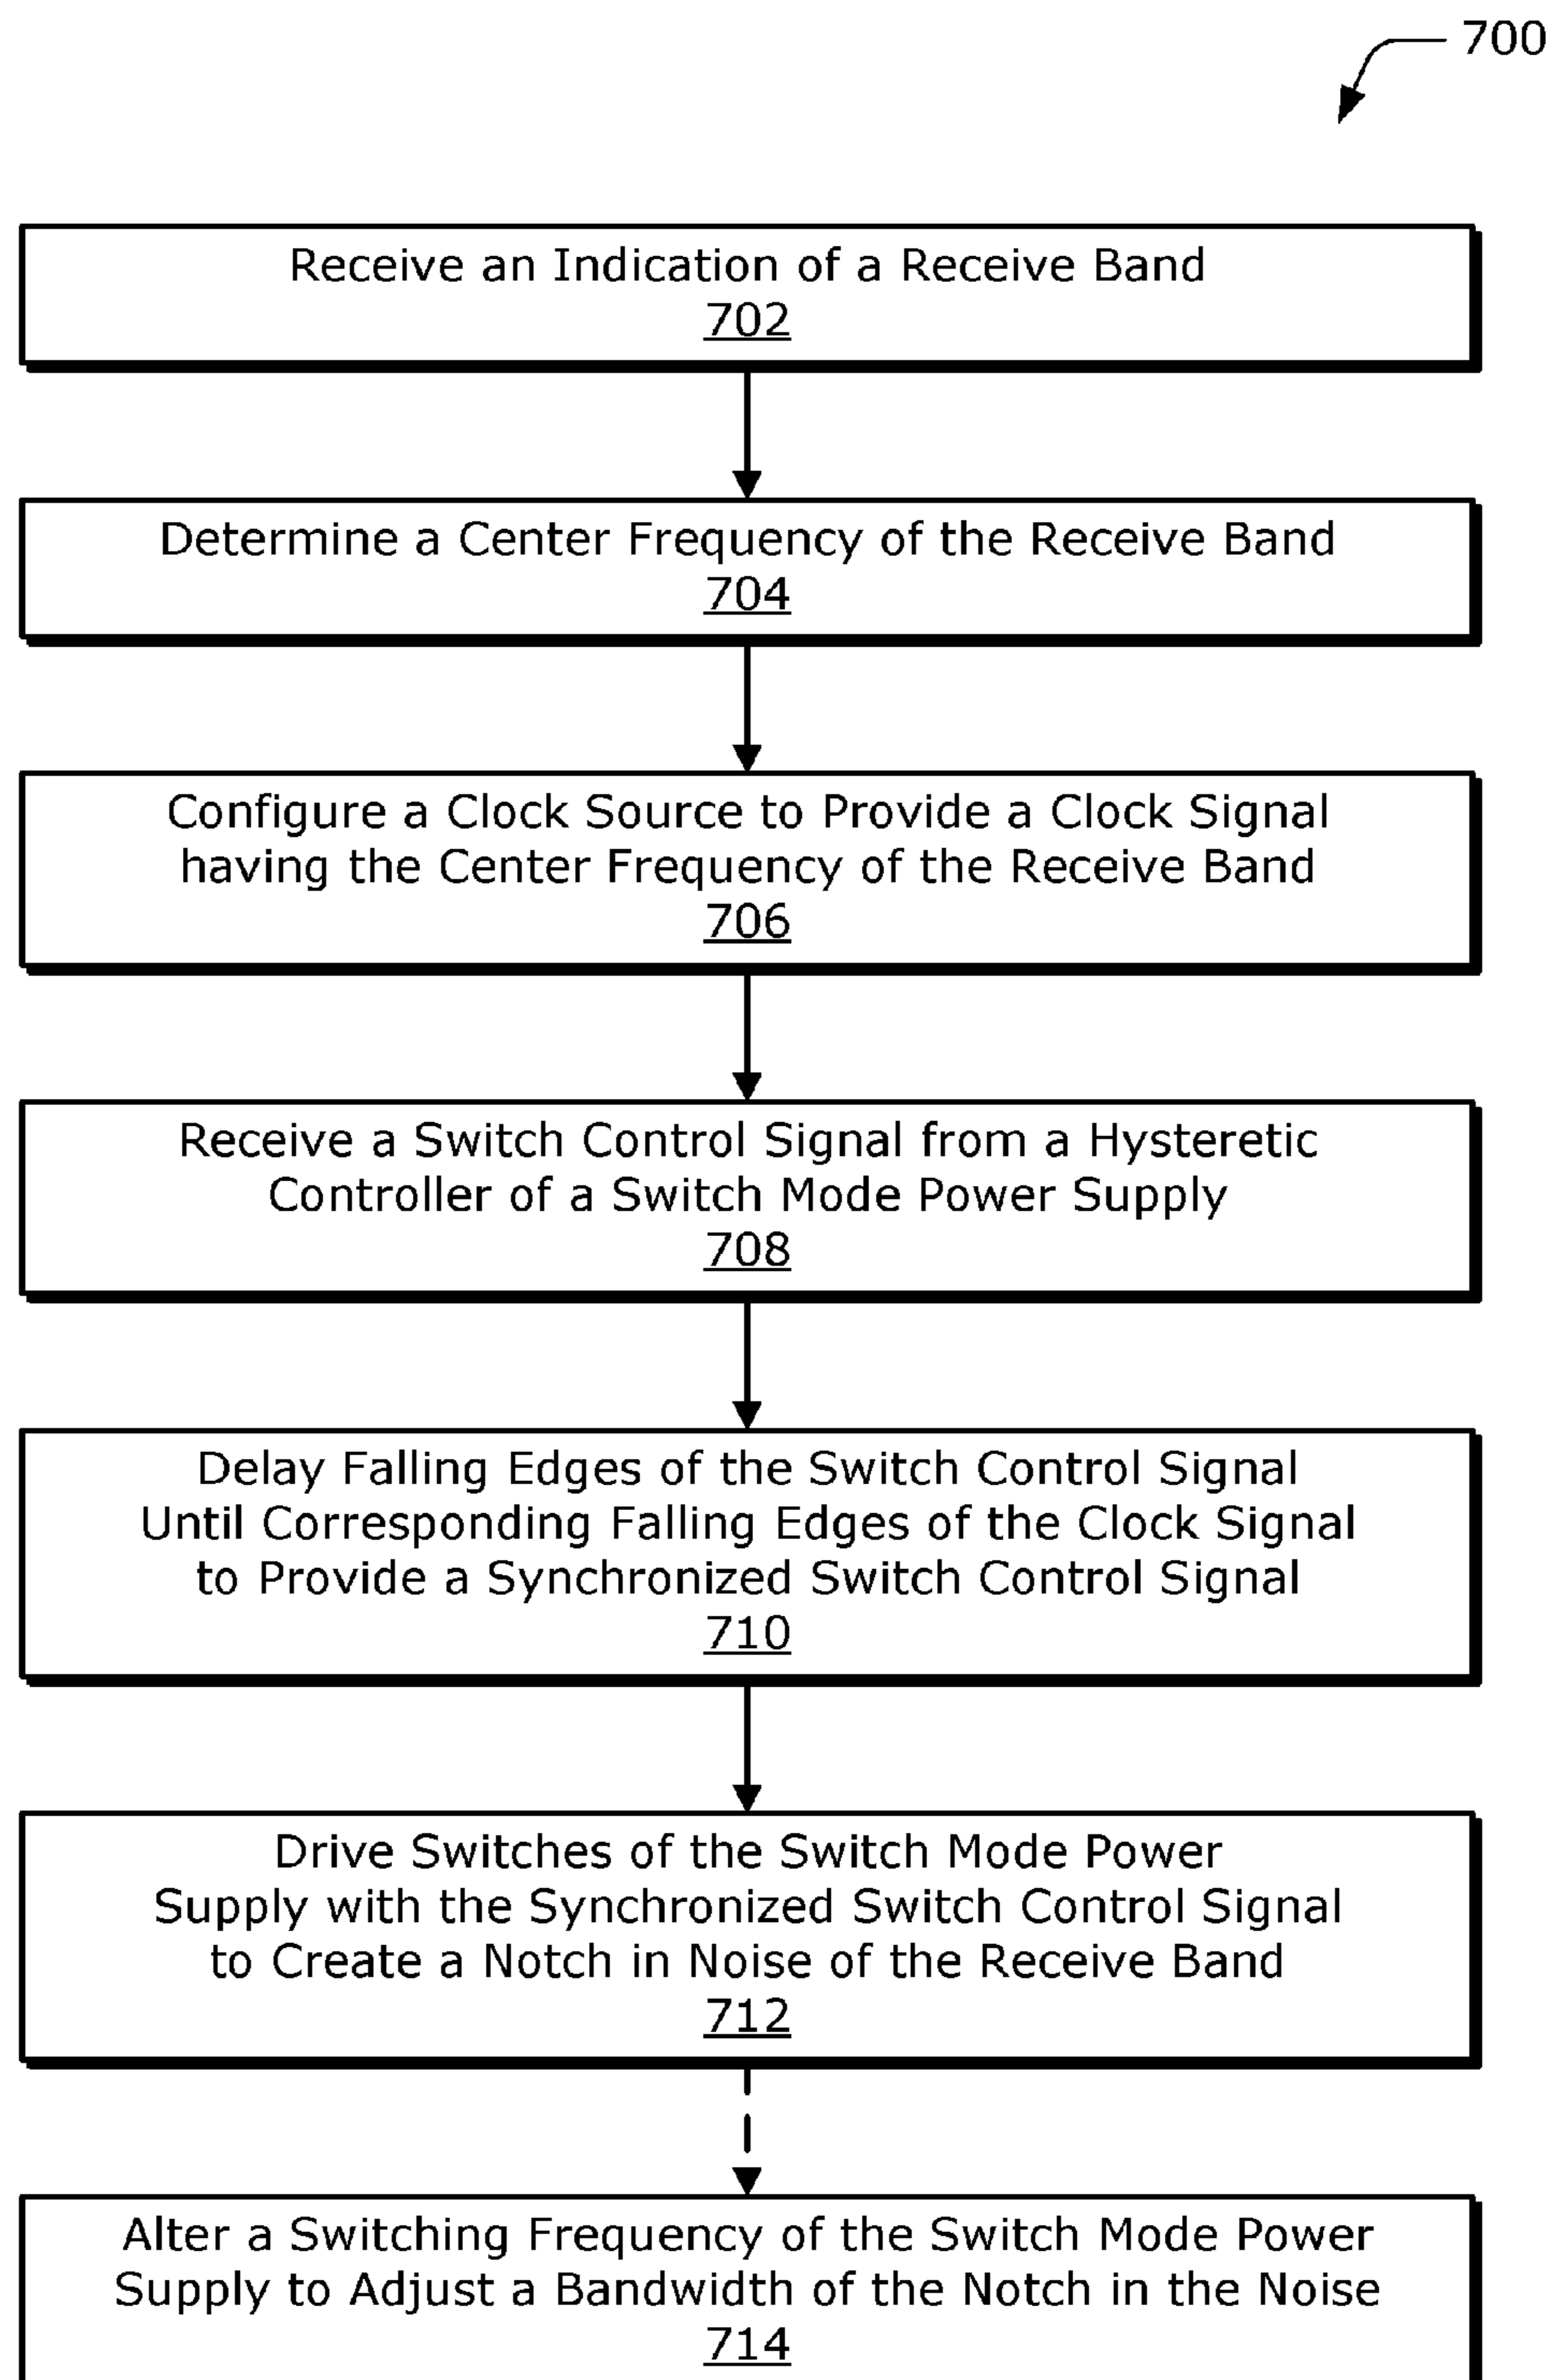 700
Receive an Indication of a Receive Band
702
Determine a Center Frequency of the Receive Band
704
Configure a Clock Source to Provide a Clock Signal
having the Center Frequency of the Receive Band
706
Receive a Switch Control Signal from a Hysteretic
Controller of a Switch Mode Power Supply
708
Delay Falling Edges of the Switch Control Signal
Until Corresponding Falling Edges of the Clock Signal
to Provide a Synchronized Switch Control Signal
710
Drive Switches of the Switch Mode Power
Supply with the Synchronized Switch Control Signal
to Create a Notch in Noise of the Receive Band
712
Alter a Switching Frequency of the Switch Mode Power
Supply to Adjust a Bandwidth of the Notch in the Noise
714